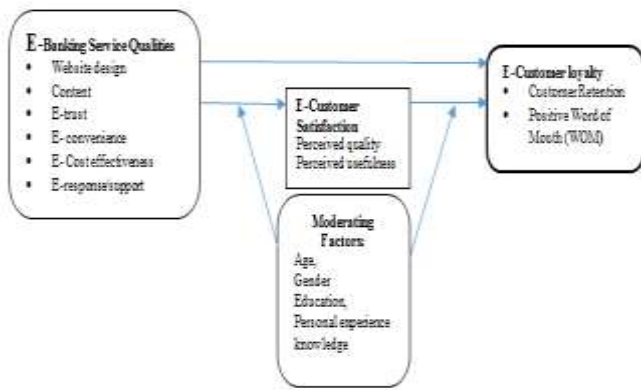 E-Banking Service Qualities
• Website design
• Content
• E-trust
• E- convenience
• E- Cost effectiveness
• E-response/support
E-Customer
Satisfaction
Perceived quality
Perceived usefulness
E-Customer loyalty
• Customer Retention
• Positive Word of
Mouth (WOM)
Moderating
Factors:
Age,
Gender
Education,
Personal experience
knowledge